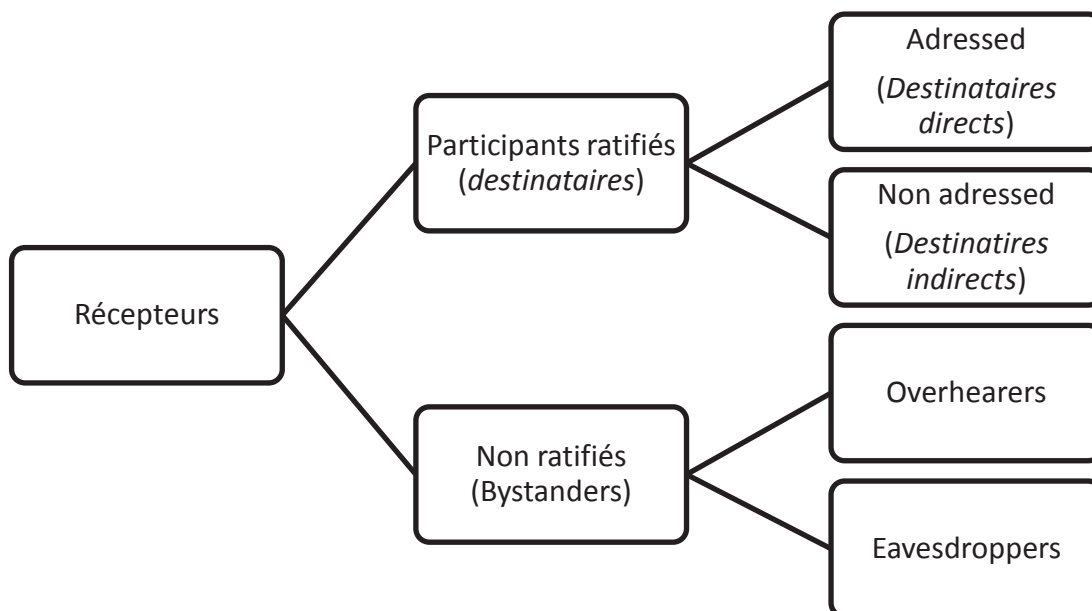 Adressed
(Destinataires
directs)
Participants ratifiés
(destinataires)
Non adressed
(Destinatires
indirects)
Récepteurs
Overhearers
Non ratifiés
(Bystanders)
Eavesdroppers